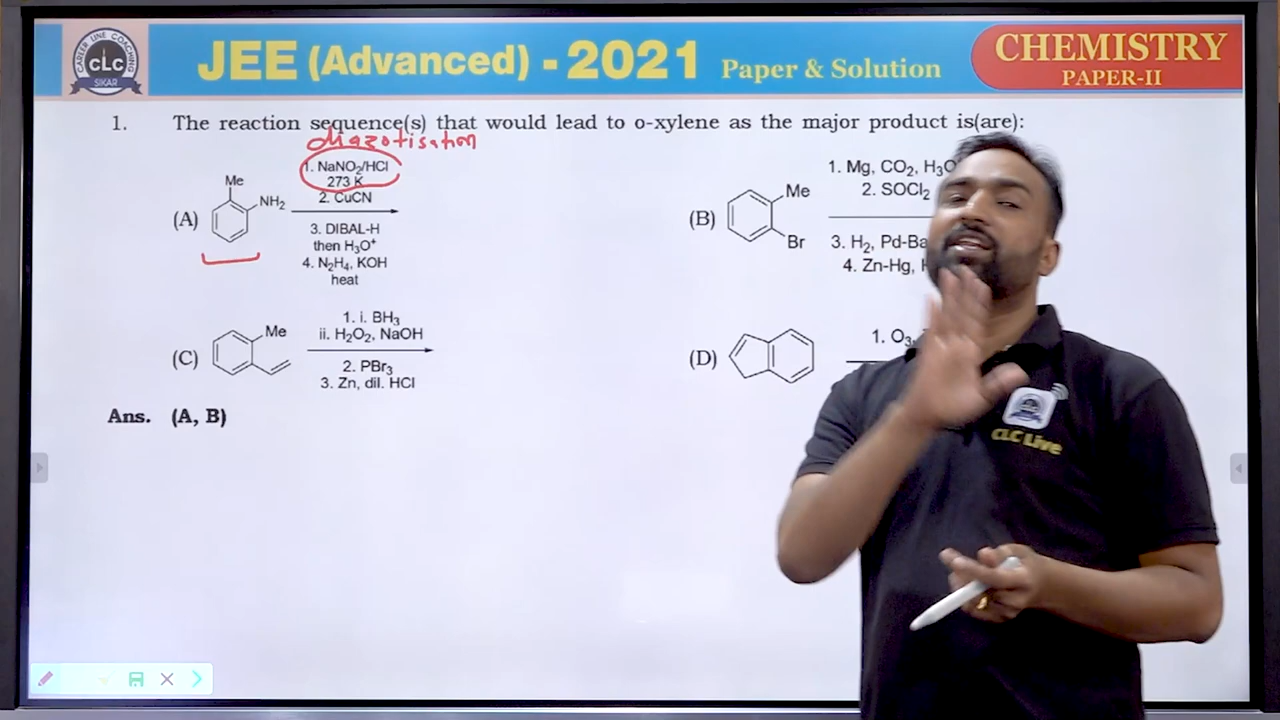 CAREER LINE COACHING
CLC
SIKAR
JEE (Advanced) - 2021 Paper & Solution
CHEMISTRY
PAPER-II
1. The reaction sequence(s) that would lead to o-xylene as the major product is(are):
diazotisation
(A)
Me
NH₂
1. NaNO₂/HCl
273 K
2. CuCN
3. DIBAL-H
then H₃O⁺
4. N₂H₄, KOH
heat
(B)
Me
Br
1. Mg, CO₂, H₃O
2. SOCl₂
3. H₂, Pd-Ba
4. Zn-Hg, H
(C)
Me
1. i. BH₃
ii. H₂O₂, NaOH
2. PBr₃
3. Zn, dil. HCl
(D)
1. O₃,
Ans. (A, B)
CLC Live